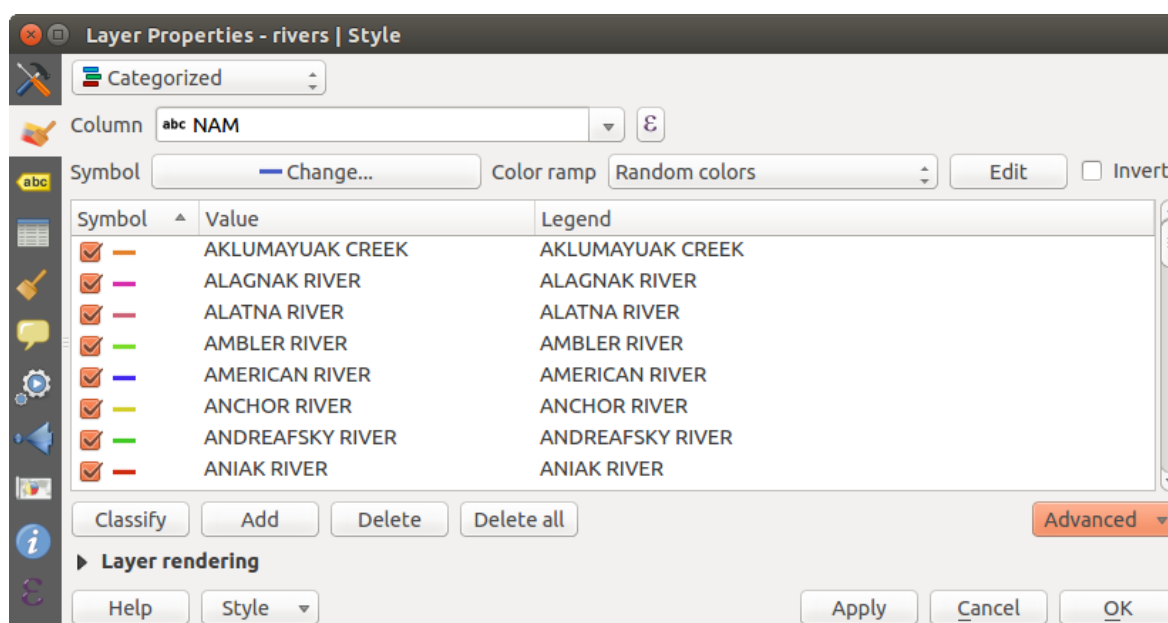 Layer Properties - rivers | Style
Categorized
Column abc NAM ε
Symbol Change... Color ramp Random colors Edit Invert
abc
Symbol Value Legend
AKLUMAYUAK CREEK AKLUMAYUAK CREEK
ALAGNAK RIVER ALAGNAK RIVER
ALATNA RIVER ALATNA RIVER
AMBLER RIVER AMBLER RIVER
AMERICAN RIVER AMERICAN RIVER
ANCHOR RIVER ANCHOR RIVER
ANDREAFSKY RIVER ANDREAFSKY RIVER
ANIAK RIVER ANIAK RIVER
Classify Add Delete Delete all Advanced
i
Layer rendering
ε
Help Style Apply Cancel OK